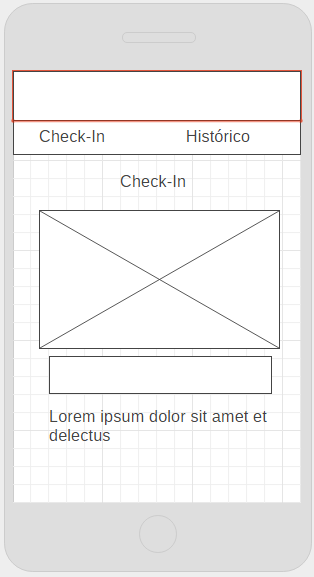 Check-In Histórico
Check-In
Lorem ipsum dolor sit amet et
delectus